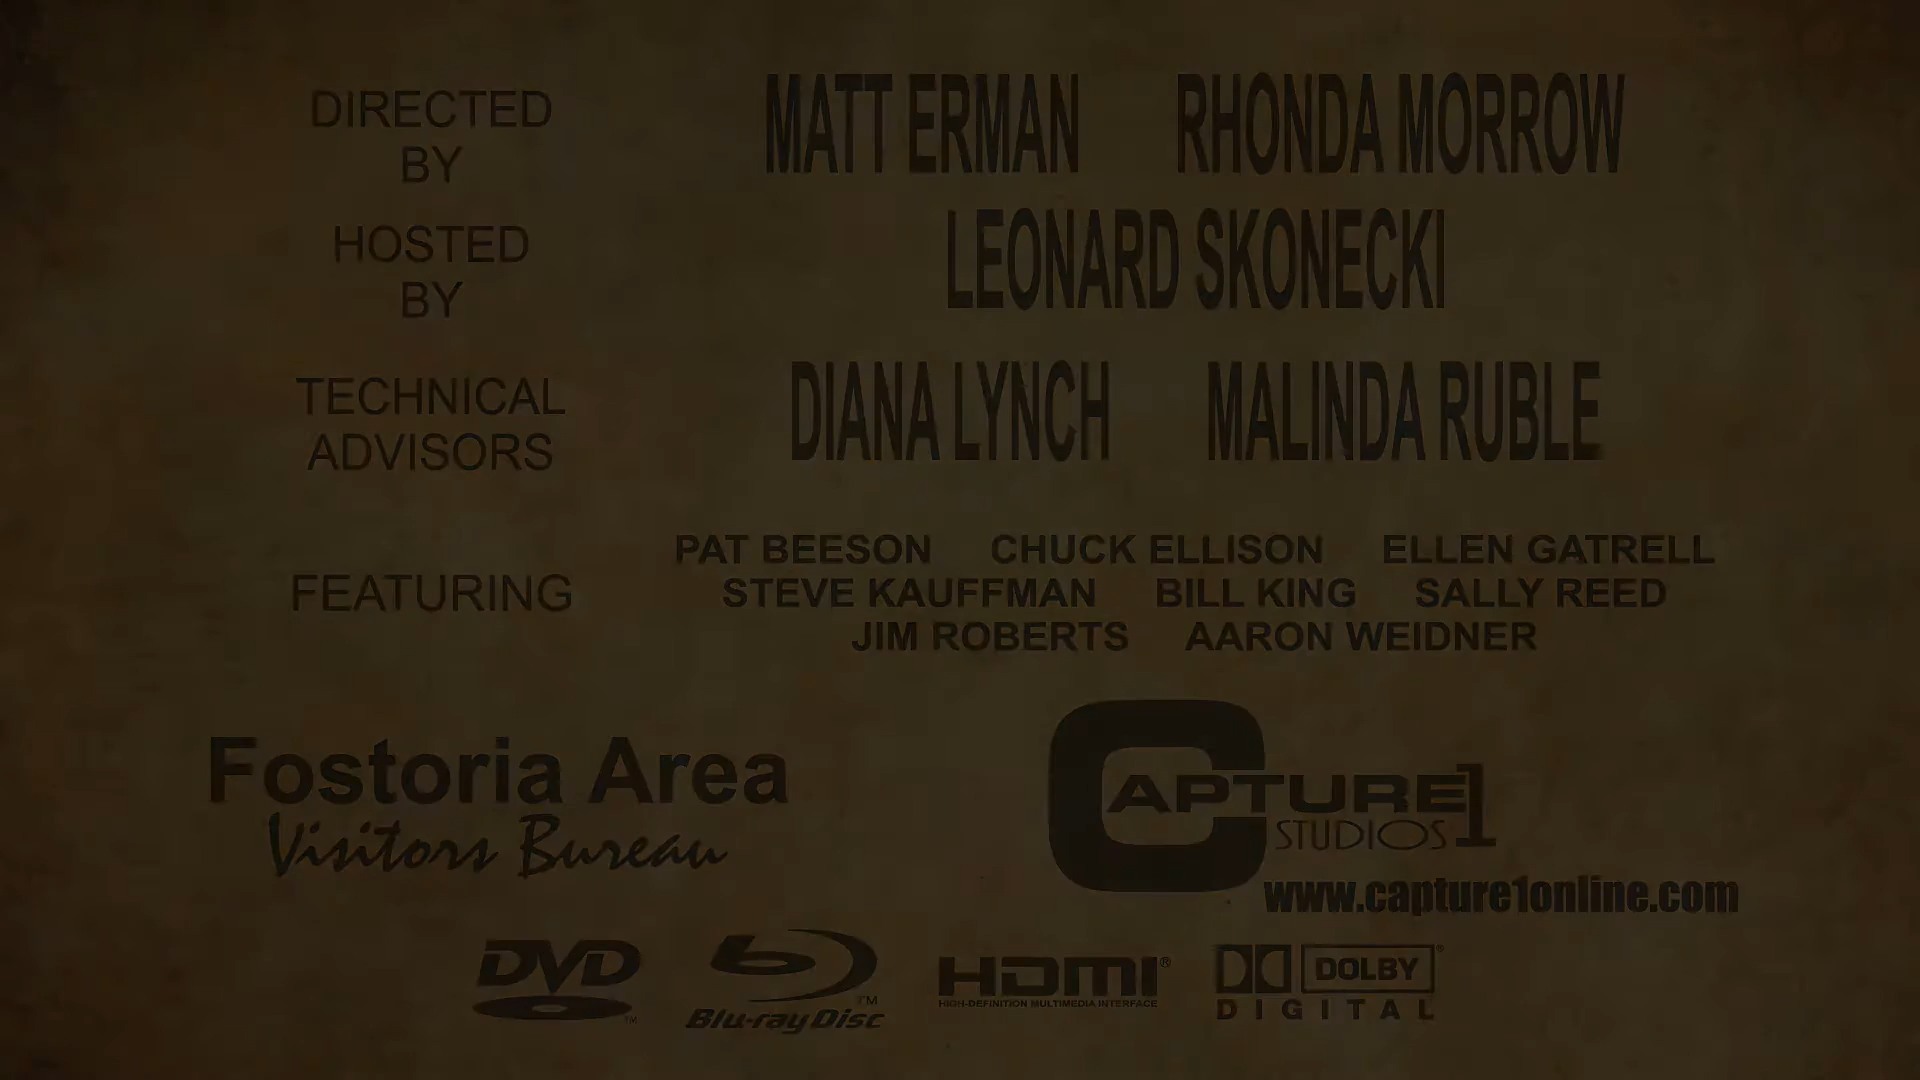 DIRECTED
BY
MATT ERMAN RHONDA MORROW
HOSTED
BY
LEONARD SKONECKI
TECHNICAL
ADVISORS
DIANA LYNCH MALINDA RUBLE
FEATURING
PAT BEESON CHUCK ELLISON ELLEN GATRELL
STEVE KAUFFMAN BILL KING SALLY REED
JIM ROBERTS AARON WEIDNER
Fostoria Area
Visitors Bureau
CAPTURE 1
STUDIOS
www.capture1online.com
DVD™
Blu-ray Disc™
HDMI®
HIGH-DEFINITION MULTIMEDIA INTERFACE
DOLBY®
DIGITAL